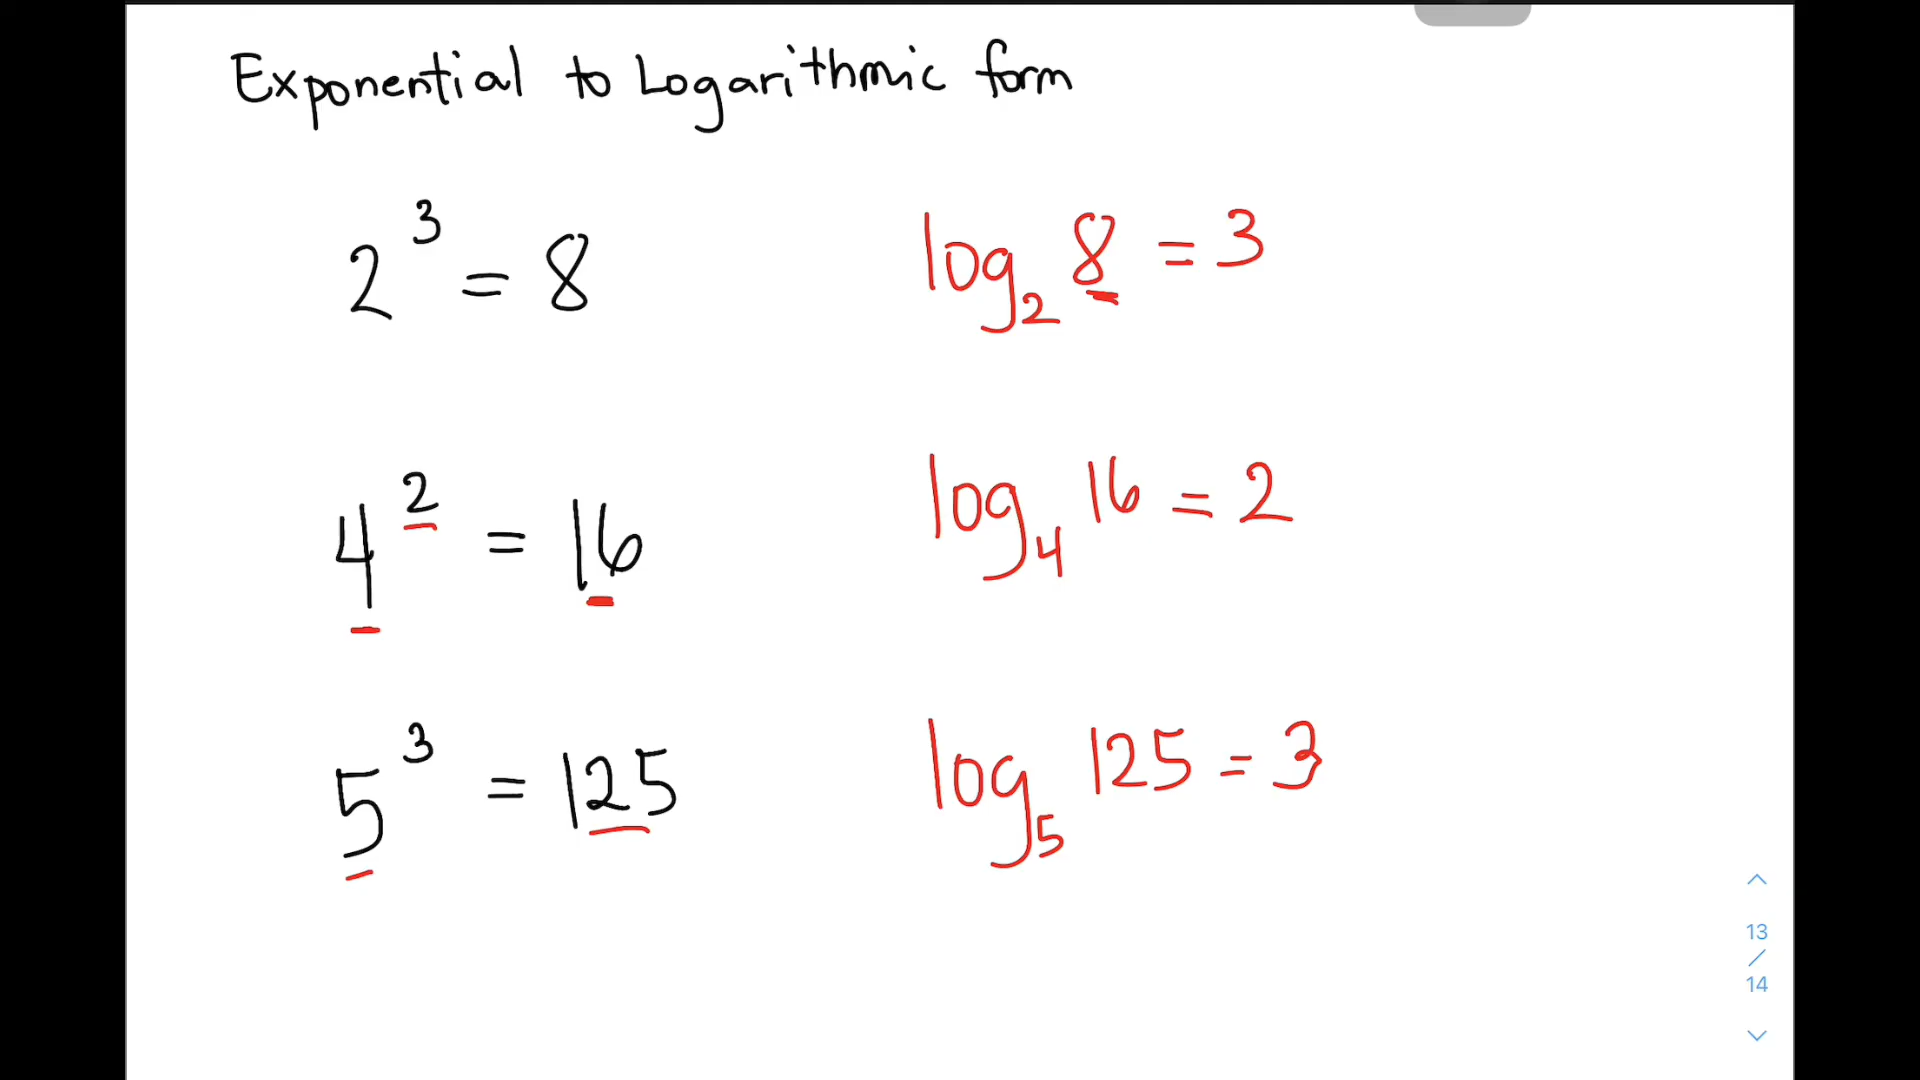 Exponential to Logarithmic form
2³ = 8 log₂ 8 = 3
4² = 16 log₄ 16 = 2
5³ = 125 log₅ 125 = 3
13
/
14